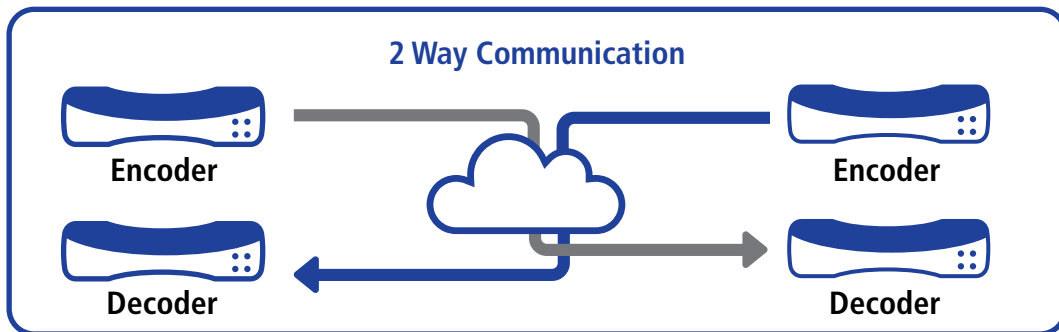 2 Way Communication
Encoder
Encoder
Decoder
Decoder